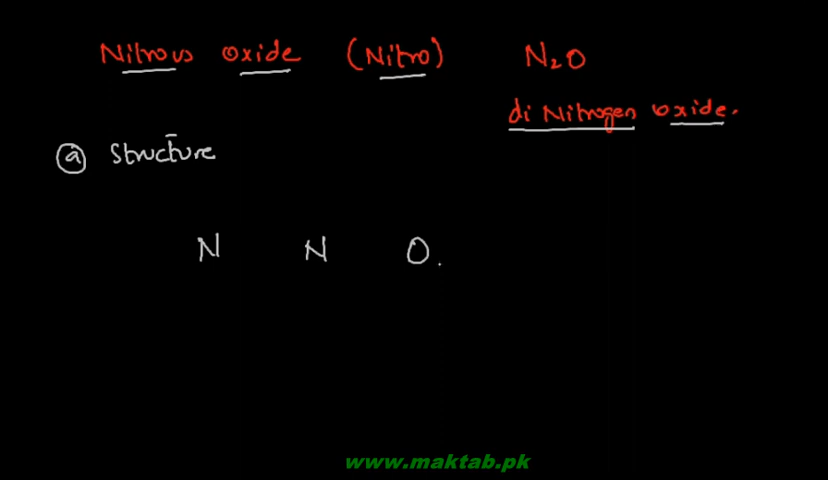 Nitrous oxide (Nitro) N₂O
di Nitrogen oxide.
ⓐ Structure
N N O.
www.maktab.pk